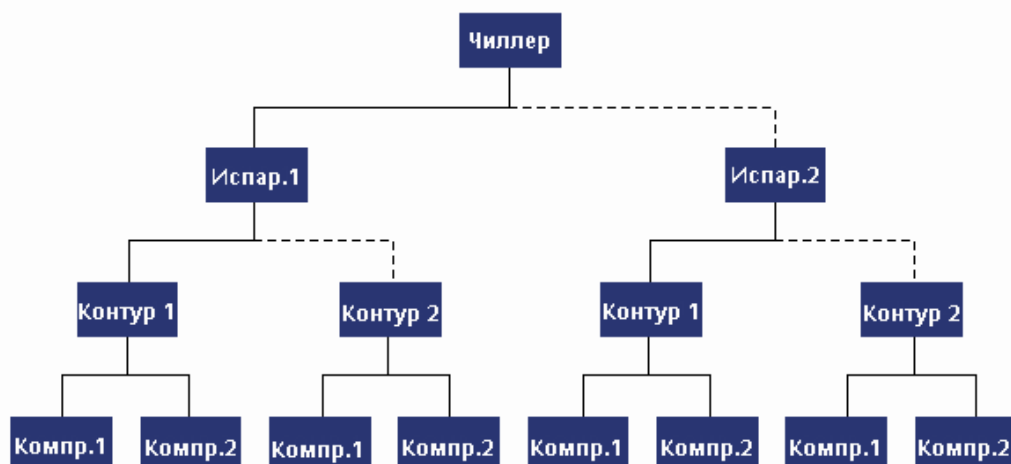 Чиллер
Испар.1
Испар.2
Контур 1
Контур 2
Контур 1
Контур 2
Компр.1
Компр.2
Компр.1
Компр.2
Компр.1
Компр.2
Компр.1
Компр.2